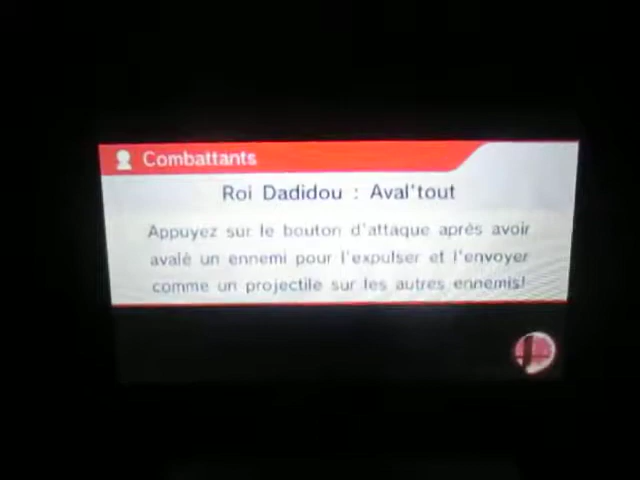 Combattants
Roi Dadidou : Aval'tout
Appuyez sur le bouton d'attaque après avoir
avalé un ennemi pour l'expulser et l'envoyer
comme un projectile sur les autres ennemis!